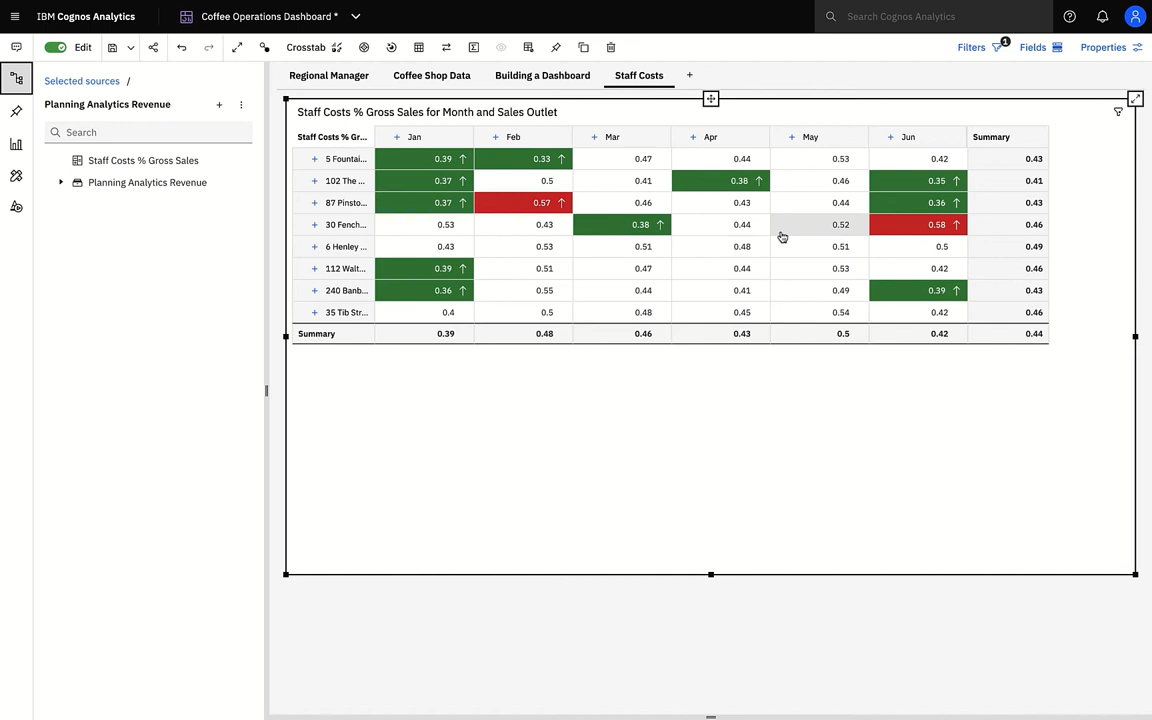 IBM Cognos Analytics
Coffee Operations Dashboard *
Search Cognos Analytics
Edit
Crosstab
1
Filters
Fields
Properties
Selected sources /
Regional Manager
Coffee Shop Data
Building a Dashboard
Staff Costs
+
Planning Analytics Revenue
Search
Staff Costs % Gross Sales
Planning Analytics Revenue
Staff Costs % Gross Sales for Month and Sales Outlet
Staff Costs % Gr... + Jan + Feb + Mar + Apr + May + Jun Summary
+ 5 Fountai... 0.39 ↑ 0.33 ↑ 0.47 0.44 0.53 0.42 0.43
+ 102 The ... 0.37 ↑ 0.5 0.41 0.38 ↑ 0.46 0.35 ↑ 0.41
+ 87 Pinsto... 0.37 ↑ 0.57 ↑ 0.46 0.43 0.44 0.36 ↑ 0.43
+ 30 Fench... 0.53 0.43 0.38 ↑ 0.44 0.52 0.58 ↑ 0.46
+ 6 Henley ... 0.43 0.53 0.51 0.48 0.51 0.5 0.49
+ 112 Walt... 0.39 ↑ 0.51 0.47 0.44 0.53 0.42 0.46
+ 240 Banb... 0.36 ↑ 0.55 0.44 0.41 0.49 0.39 ↑ 0.43
+ 35 Tib Str... 0.4 0.5 0.48 0.45 0.54 0.42 0.46
Summary 0.39 0.48 0.46 0.43 0.5 0.42 0.44